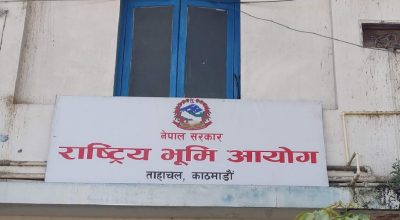 नेपाल सरकार
राष्ट्रिय भूमि आयोग
ताहाचल, काठमाडौं